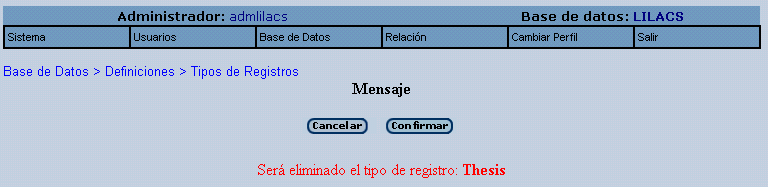 Administrador: admlilacs Base de datos: LILACS
Sistema Usuarios Base de Datos Relación Cambiar Perfil Salir
Base de Datos > Definiciones > Tipos de Registros
Mensaje
Cancelar Confirmar
Será eliminado el tipo de registro: Thesis